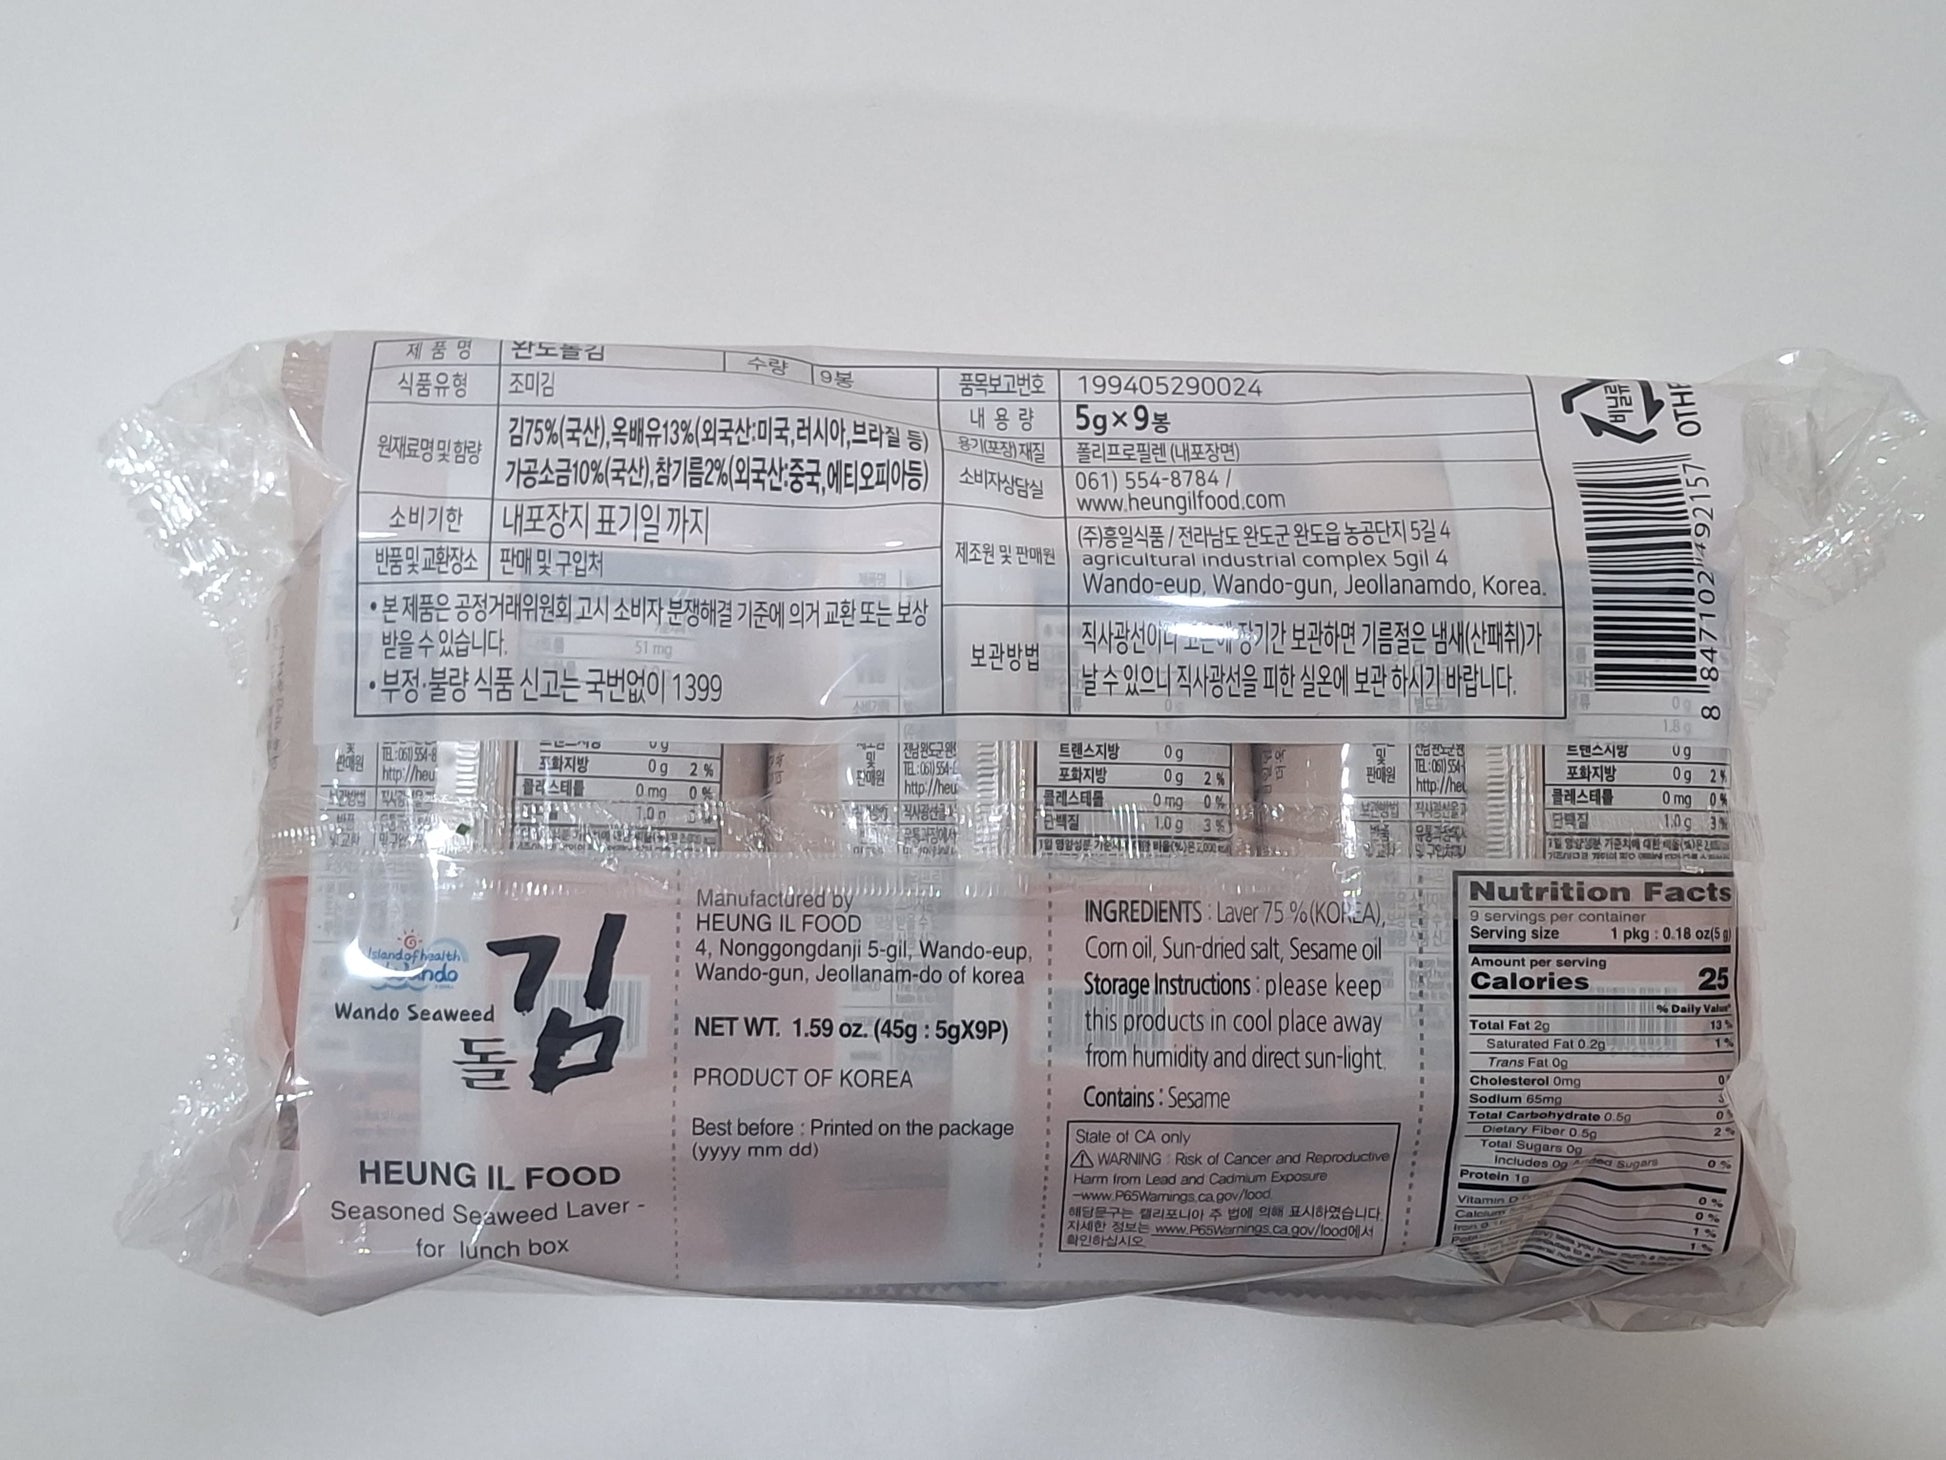 제 품 명 완도돌김 수량 9봉
식품유형 조미김
원재료명 및 함량 김75%(국산),옥배유13%(외국산:미국,러시아,브라질 등)
가공소금10%(국산),참기름2%(외국산:중국,에티오피아등)
소비기한 내포장지 표기일 까지
반품 및 교환장소 판매 및 구입처
• 본 제품은 공정거래위원회 고시 소비자 분쟁해결 기준에 의거 교환 또는 보상
받을 수 있습니다.
• 부정·불량 식품 신고는 국번없이 1399
품목보고번호 199405290024
내 용 량 5g×9봉
용기(포장)재질 폴리프로필렌 (내포장면)
소비자상담실 061) 554-8784 /
www.heungilfood.com
제조원 및 판매원 (주)흥일식품 / 전라남도 완도군 완도읍 농공단지 5길 4
agricultural industrial complex 5gil 4
Wando-eup, Wando-gun, Jeollanamdo, Korea.
보관방법 직사광선이나 고온에 장기간 보관하면 기름절은 냄새(산패취)가
날 수 있으니 직사광선을 피한 실온에 보관 하시기 바랍니다.
비닐류
8 847102 492157
51 mg
트랜스지방 0 g
포화지방 0 g 2 %
콜레스테롤 0 mg 0 %
단백질 1.0 g 3 %
Island of health
Wando
Wando Seaweed
돌김
HEUNG IL FOOD
Seasoned Seaweed Laver -
for lunch box
Manufactured by
HEUNG IL FOOD
4, Nonggongdanji 5-gil, Wando-eup,
Wando-gun, Jeollanam-do of korea
NET WT. 1.59 oz. (45g : 5gX9P)
PRODUCT OF KOREA
Best before : Printed on the package
(yyyy mm dd)
INGREDIENTS : Laver 75 % (KOREA),
Corn oil, Sun-dried salt, Sesame oil
Storage Instructions : please keep
this products in cool place away
from humidity and direct sun-light.
Contains : Sesame
State of CA only
⚠ WARNING : Risk of Cancer and Reproductive
Harm from Lead and Cadmium Exposure
-www.P65Warnings.ca.gov/food.
해당문구는 캘리포니아 주 법에 의해 표시하였습니다.
자세한 정보는 www.P65Warnings.ca.gov/food에서
확인하십시오.
Nutrition Facts
9 servings per container
Serving size 1 pkg : 0.18 oz(5 g)
Amount per serving
Calories 25
% Daily Value*
Total Fat 2g 13 %
Saturated Fat 0.2g 1 %
Trans Fat 0g
Cholesterol 0mg
Sodium 65mg
Total Carbohydrate 0.5g
Dietary Fiber 0.5g 2 %
Total Sugars 0g
Includes 0g Added Sugars 0 %
Protein 1g
Vitamin D 0 %
Calcium 0 %
Iron 1 %
1 %